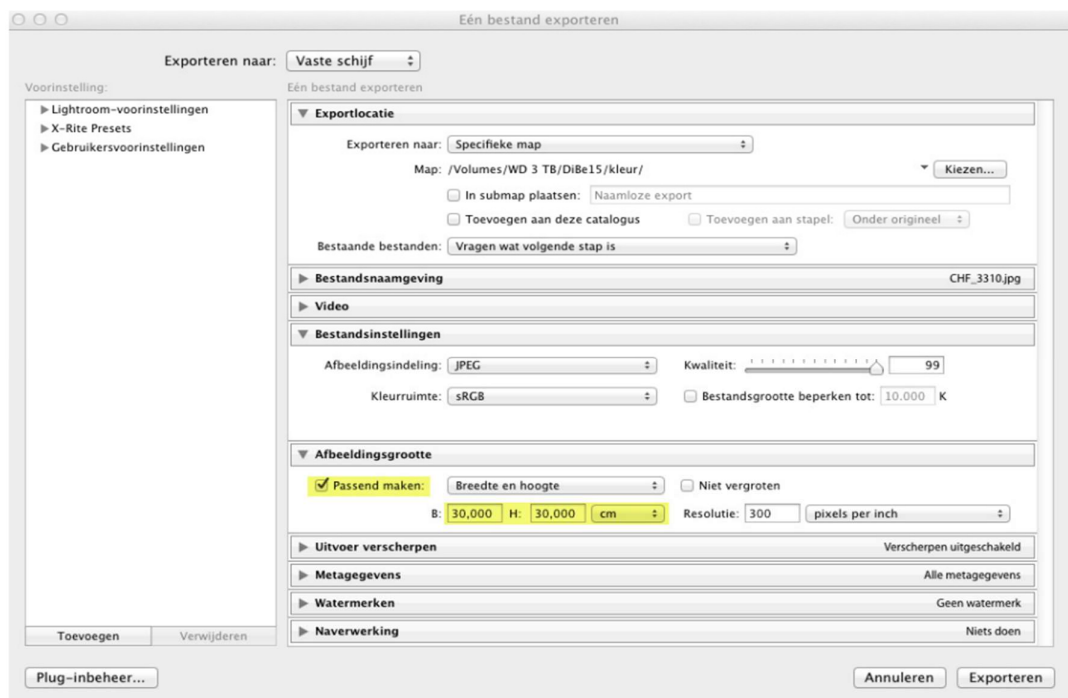 Eén bestand exporteren
Exporteren naar: Vaste schijf
Voorinstelling:
Lightroom-voorinstellingen
X-Rite Presets
Gebruikersvoorinstellingen
Toevoegen Verwijderen
Eén bestand exporteren
Exportlocatie
Exporteren naar: Specifieke map
Map: /Volumes/WD 3 TB/DiBe15/kleur/ Kiezen...
In submap plaatsen: Naamloze export
Toevoegen aan deze catalogus Toevoegen aan stapel: Onder origineel
Bestaande bestanden: Vragen wat volgende stap is
Bestandsnaamgeving CHF_3310.jpg
Video
Bestandsinstellingen
Afbeeldingsindeling: JPEG Kwaliteit: 99
Kleurruimte: sRGB Bestandsgrootte beperken tot: 10.000 K
Afbeeldingsgrootte
Passend maken: Breedte en hoogte Niet vergroten
B: 30,000 H: 30,000 cm Resolutie: 300 pixels per inch
Uitvoer verscherpen Verscherpen uitgeschakeld
Metagegevens Alle metagegevens
Watermerken Geen watermerk
Naverwerking Niets doen
Plug-inbeheer... Annuleren Exporteren